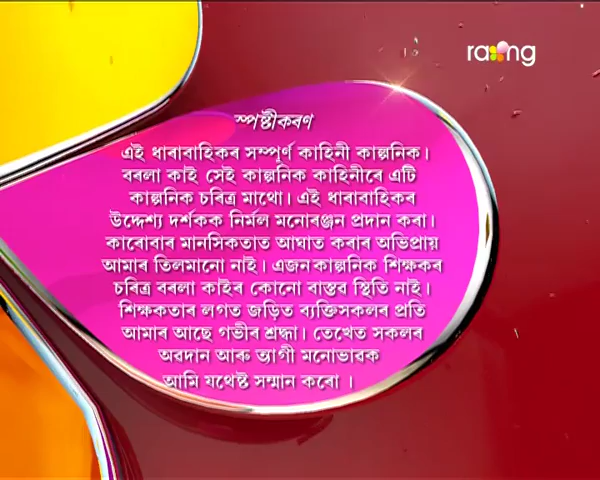 rang
স্পষ্টীকৰণ
এই ধাৰাবাহিকৰ সম্পূৰ্ণ কাহিনী কাল্পনিক।
বৰলা কাই সেই কাল্পনিক কাহিনীৰে এটি
কাল্পনিক চৰিত্ৰ মাথো। এই ধাৰাবাহিকৰ
উদ্দেশ্য দৰ্শকক নিৰ্মল মনোৰঞ্জন প্ৰদান কৰা।
কাৰোবাৰ মানসিকতাত আঘাত কৰাৰ অভিপ্ৰায়
আমাৰ তিলমানো নাই। এজন কাল্পনিক শিক্ষকৰ
চৰিত্ৰ বৰলা কাইৰ কোনো বাস্তৱ স্থিতি নাই।
শিক্ষকতাৰ লগত জড়িত ব্যক্তিসকলৰ প্ৰতি
আমাৰ আছে গভীৰ শ্ৰদ্ধা। তেখেত সকলৰ
অৱদান আৰু ত্যাগী মনোভাৱক
আমি যথেষ্ট সন্মান কৰো ।